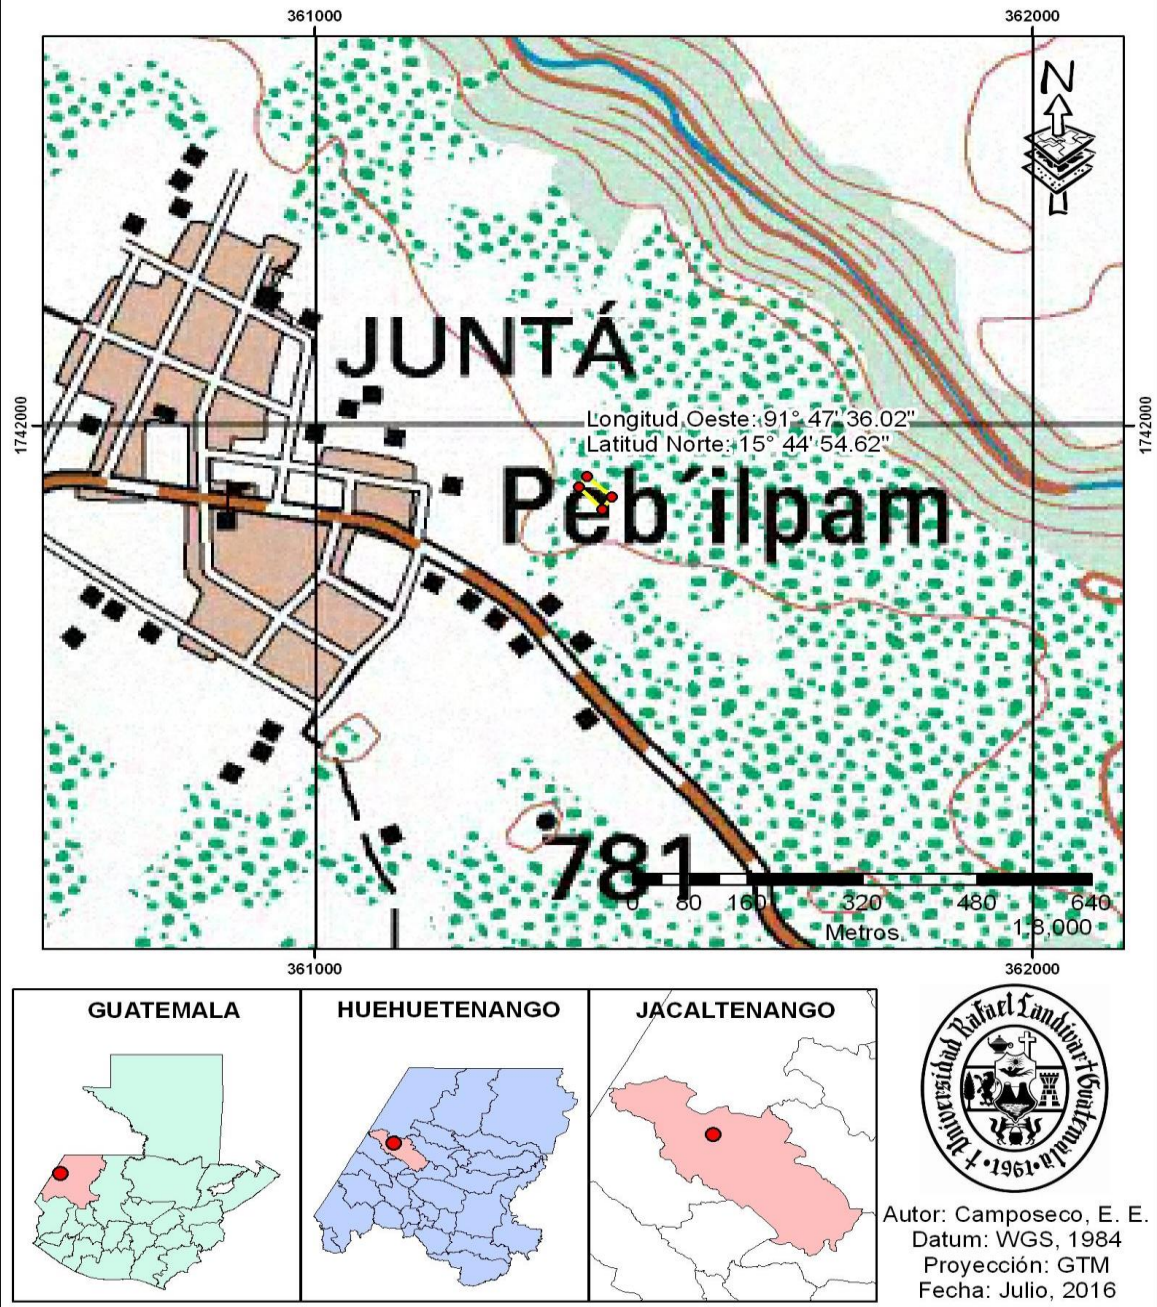 361000
362000
N
JUNTÁ
1742000
1742000
Longitud Oeste: 91° 47' 36.02"
Latitud Norte: 15° 44' 54.62"
Peb´ilpam
781
0 80 160 320 480 640
Metros
1:8,000
361000
362000
GUATEMALA
HUEHUETENANGO
JACALTENANGO
Universidad Rafael Landívar
Guatemala
1961
Autor: Camposeco, E. E.
Datum: WGS, 1984
Proyección: GTM
Fecha: Julio, 2016